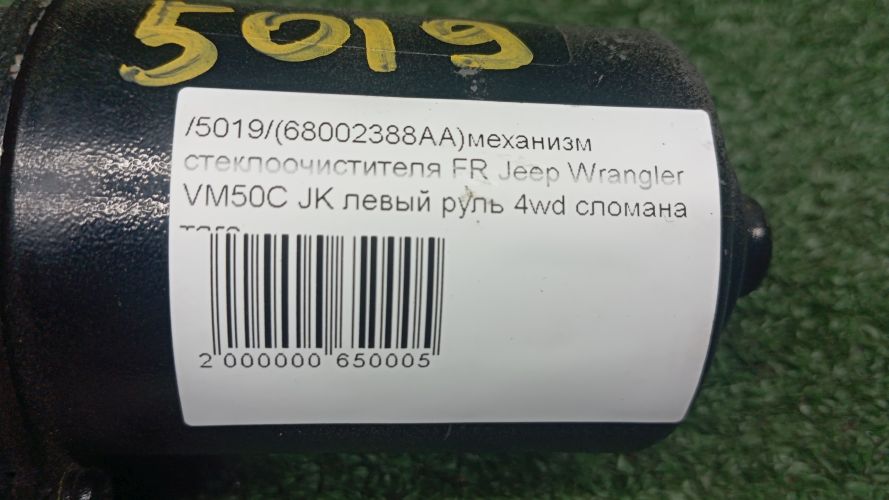 5019
/5019/(68002388AA)механизм
стеклоочистителя FR Jeep Wrangler
VM50C JK левый руль 4wd сломана
2 000000 650005